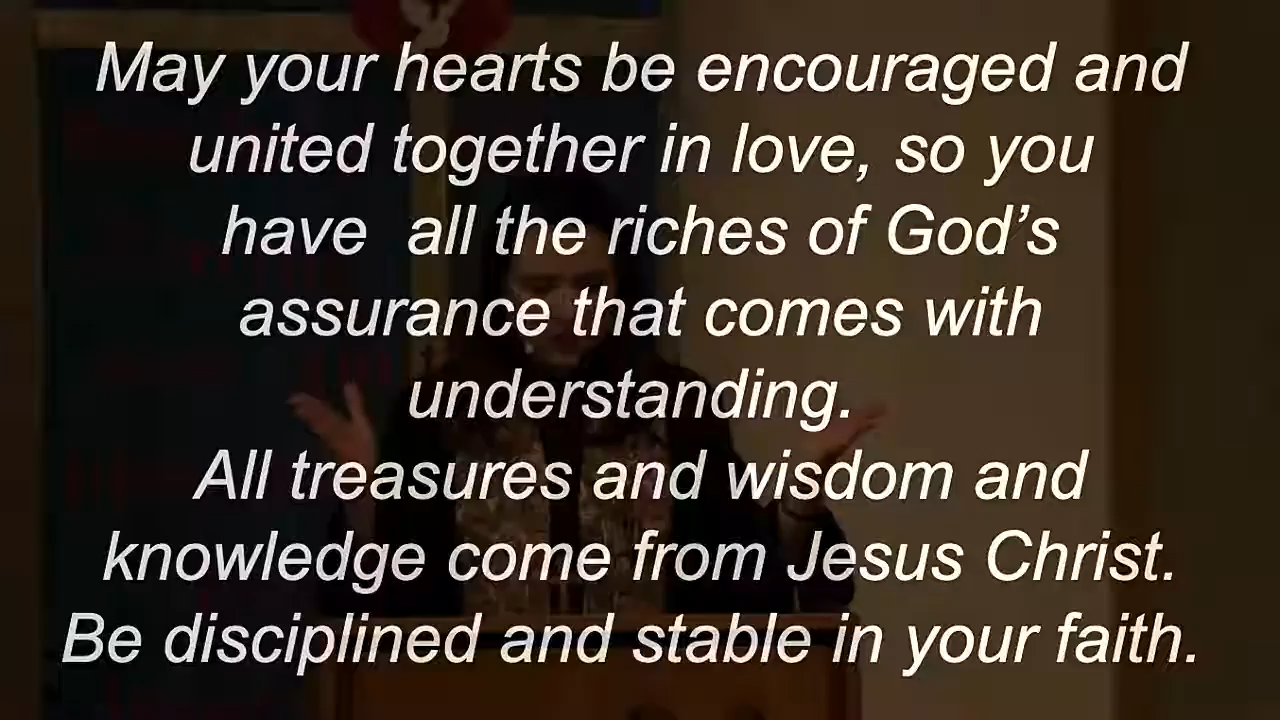 May your hearts be encouraged and
united together in love, so you
have  all the riches of God’s
assurance that comes with
understanding.
All treasures and wisdom and
knowledge come from Jesus Christ.
Be disciplined and stable in your faith.